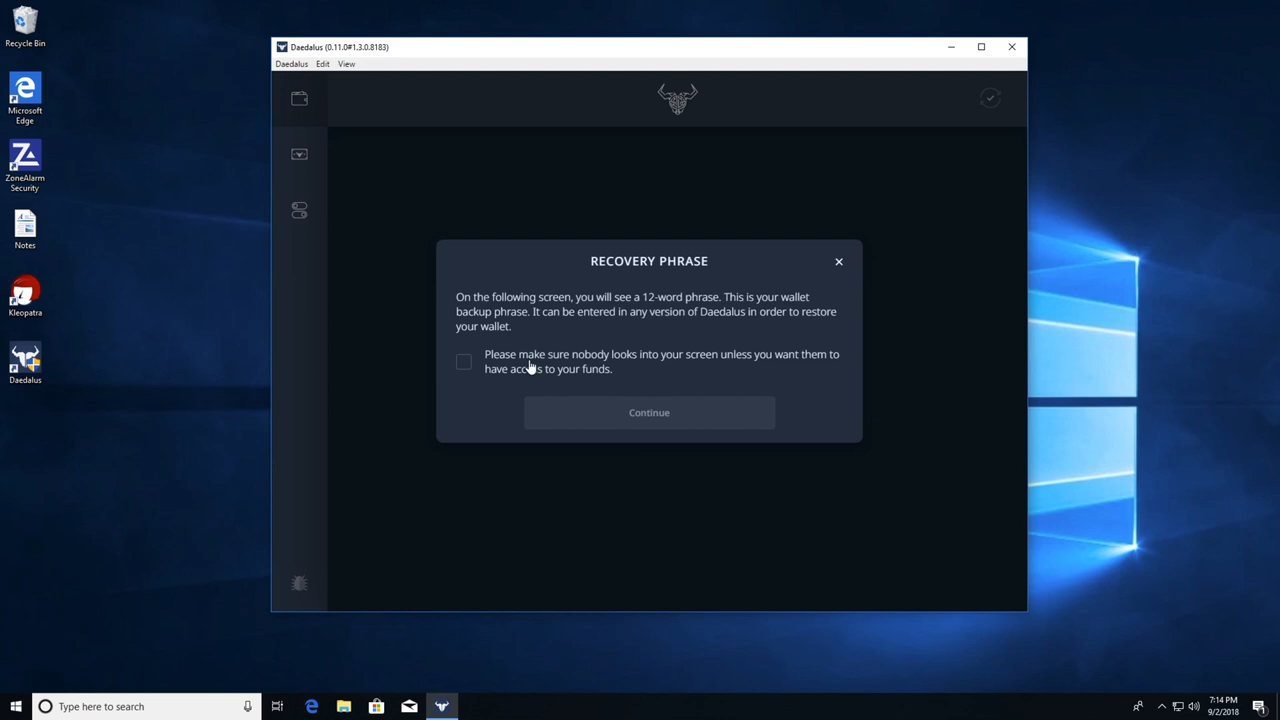 Recycle Bin
Microsoft
Edge
ZoneAlarm
Security
Notes
Kleopatra
Daedalus
Daedalus (0.11.0#1.3.0.8183)
Daedalus Edit View
RECOVERY PHRASE
On the following screen, you will see a 12-word phrase. This is your wallet
backup phrase. It can be entered in any version of Daedalus in order to restore
your wallet.
Please make sure nobody looks into your screen unless you want them to
have access to your funds.
Continue
Type here to search
7:14 PM
9/2/2018